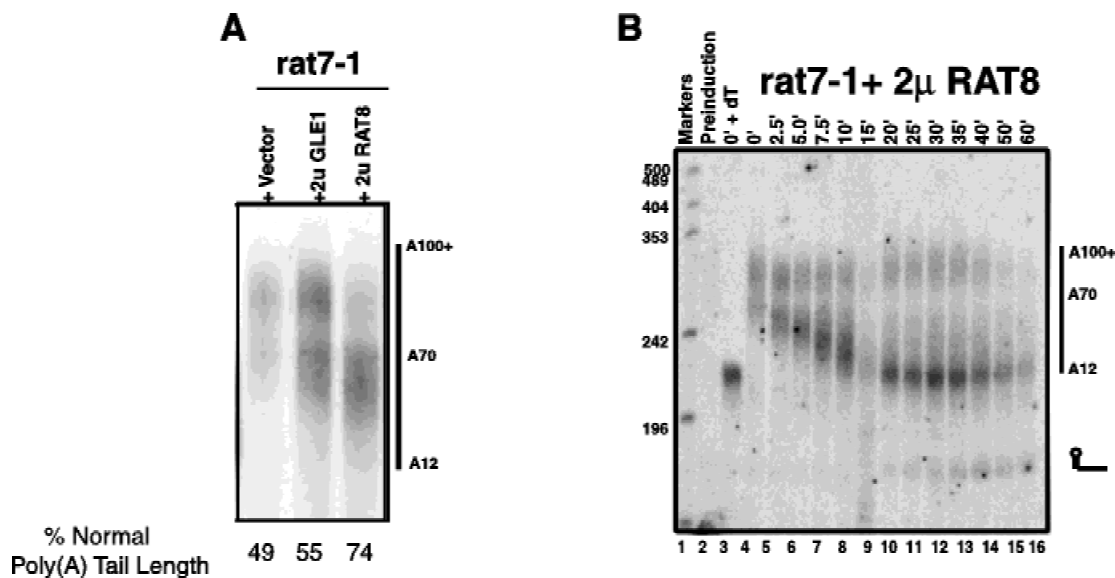 A
rat7-1
+ Vector
+2u GLE1
+ 2u RAT8
A100+
A70
A12
% Normal
Poly(A) Tail Length
49 55 74
B
rat7-1+ 2μ RAT8
Markers
Preinduction
0' + dT
0'
2.5'
5.0'
7.5'
10'
15'
20'
25'
30'
35'
40'
50'
60'
500
489
404
353
242
196
A100+
A70
A12
1 2 3 4 5 6 7 8 9 10 11 12 13 14 15 16